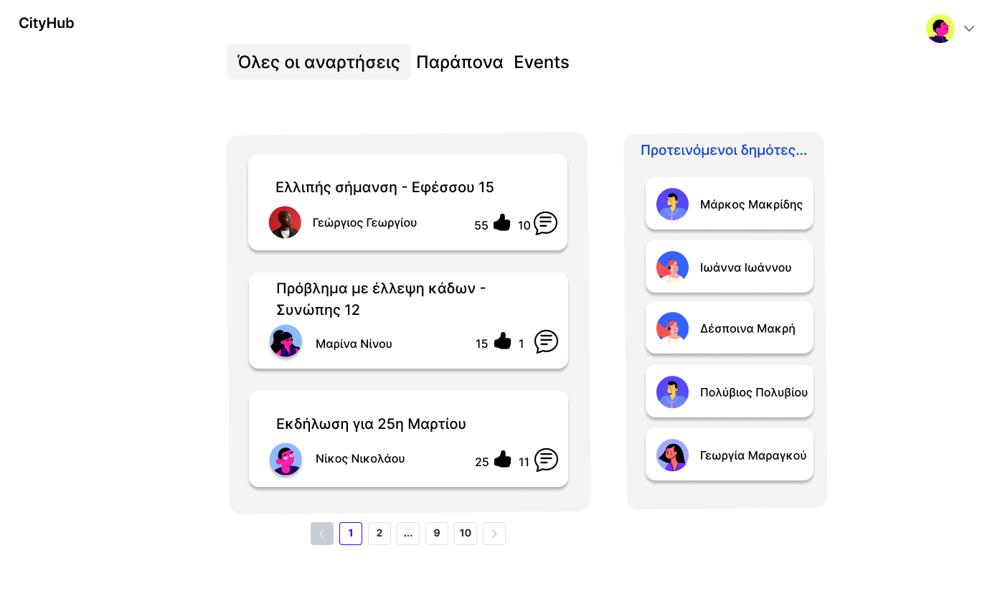 CityHub
Όλες οι αναρτήσεις Παράπονα Events
Ελλιπής σήμανση - Εφέσσου 15
Γεώργιος Γεωργίου 55 10
Πρόβλημα με έλλεψη κάδων -
Συνώπης 12
Μαρίνα Νίνου 15 1
Εκδήλωση για 25η Μαρτίου
Νίκος Νικολάου 25 11
1 2 ... 9 10
Προτεινόμενοι δημότες...
Μάρκος Μακρίδης
Ιωάννα Ιωάννου
Δέσποινα Μακρή
Πολύβιος Πολυβίου
Γεωργία Μαραγκού